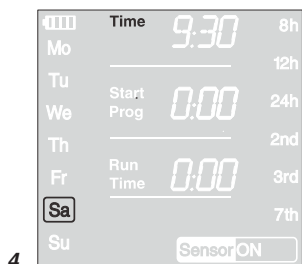 Time 9:30 8h
Mo
12h
Tu
Start
Prog 0:00 24h
We
Th 2nd
Run
Time 0:00 3rd
Fr
Sa 7th
Su Sensor ON
4